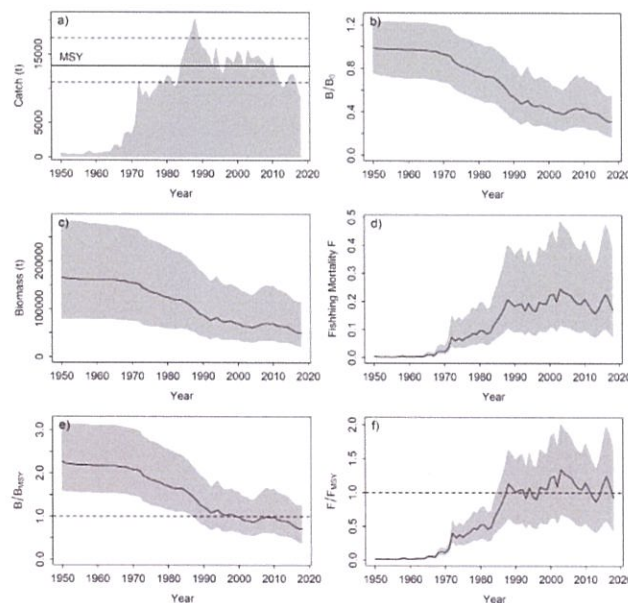 a)
MSY
Catch (t)
0 5000 15000
1950 1960 1970 1980 1990 2000 2010 2020
Year
b)
B/B0
0.0 0.4 0.8 1.2
1950 1960 1970 1980 1990 2000 2010 2020
Year
c)
Biomass (t)
0 100000 200000
1950 1960 1970 1980 1990 2000 2010 2020
Year
d)
Fishhing Mortality F
0.0 0.1 0.2 0.3 0.4 0.5
1950 1960 1970 1980 1990 2000 2010 2020
Year
e)
B/BMSY
0.0 1.0 2.0 3.0
1950 1960 1970 1980 1990 2000 2010 2020
Year
f)
F/FMSY
0.0 0.5 1.0 1.5 2.0
1950 1960 1970 1980 1990 2000 2010 2020
Year